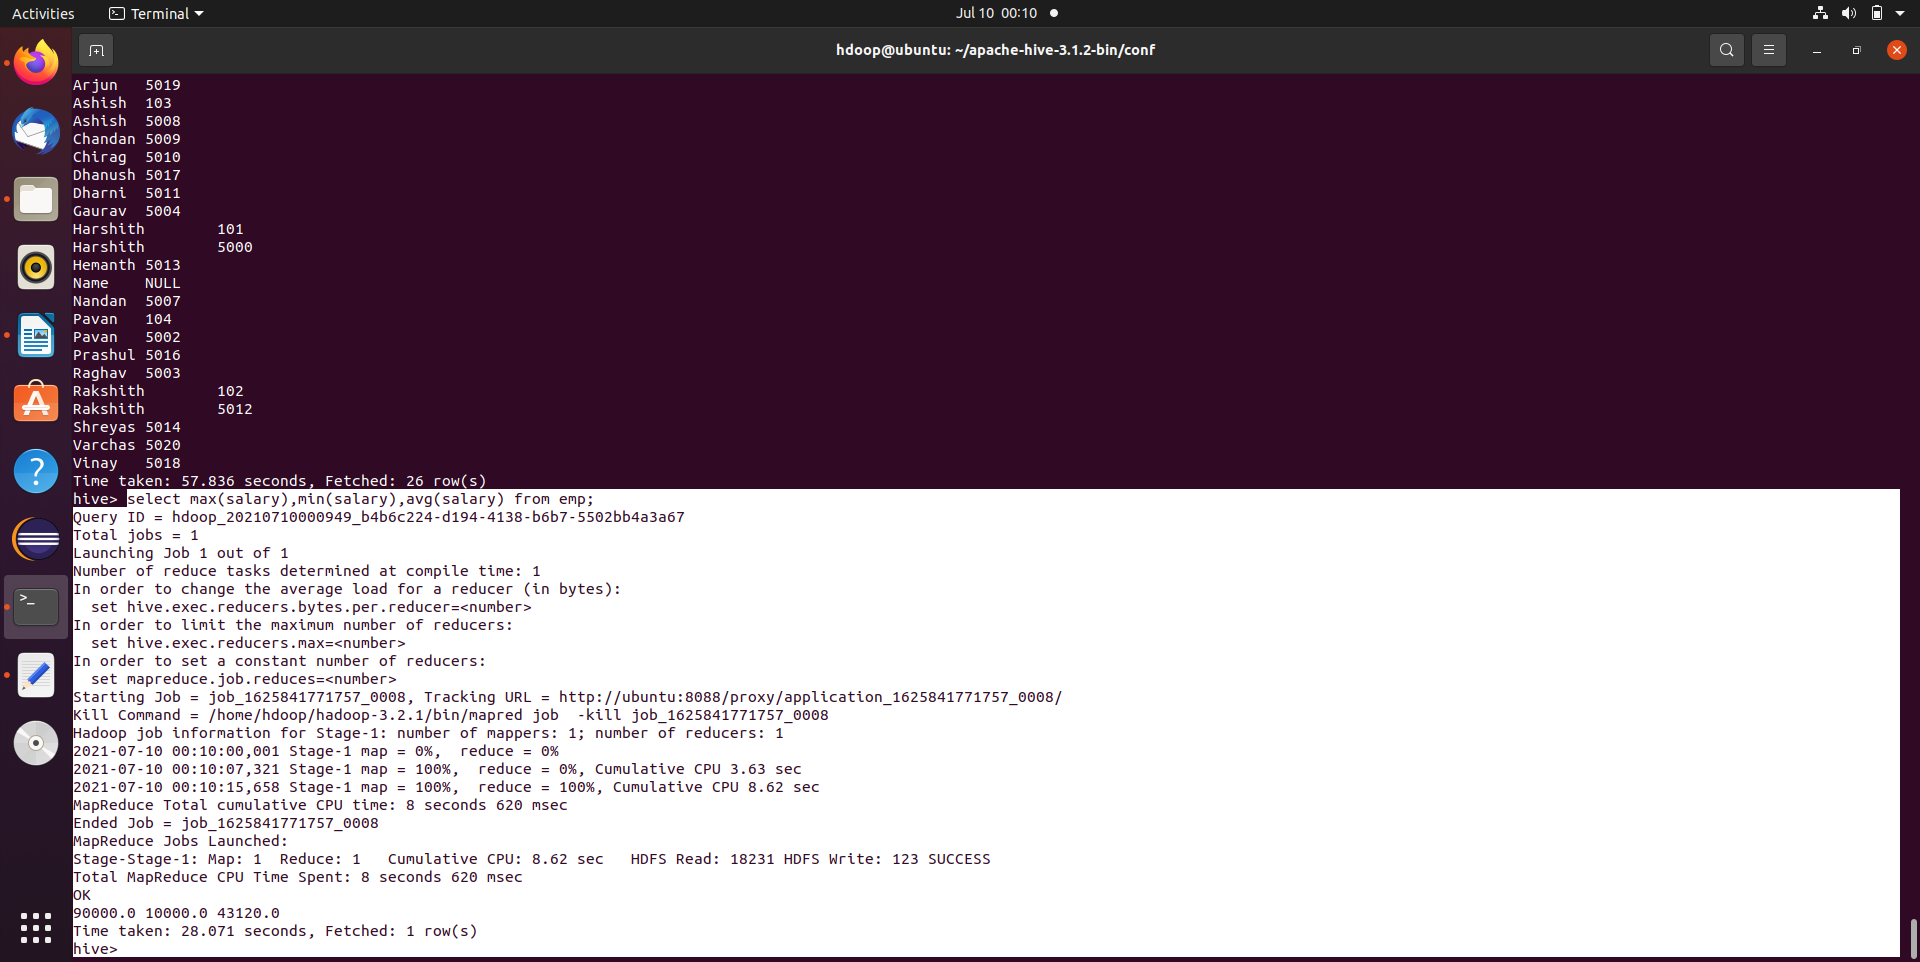 Activities Terminal Jul 10 00:10
hdoop@ubuntu: ~/apache-hive-3.1.2-bin/conf
Arjun 5019
Ashish 103
Ashish 5008
Chandan 5009
Chirag 5010
Dhanush 5017
Dharni 5011
Gaurav 5004
Harshith 101
Harshith 5000
Hemanth 5013
Name NULL
Nandan 5007
Pavan 104
Pavan 5002
Prashul 5016
Raghav 5003
Rakshith 102
Rakshith 5012
Shreyas 5014
Varchas 5020
Vinay 5018
Time taken: 57.836 seconds, Fetched: 26 row(s)
hive> select max(salary),min(salary),avg(salary) from emp;
Query ID = hdoop_20210710000949_b4b6c224-d194-4138-b6b7-5502bb4a3a67
Total jobs = 1
Launching Job 1 out of 1
Number of reduce tasks determined at compile time: 1
In order to change the average load for a reducer (in bytes):
  set hive.exec.reducers.bytes.per.reducer=<number>
In order to limit the maximum number of reducers:
  set hive.exec.reducers.max=<number>
In order to set a constant number of reducers:
  set mapreduce.job.reduces=<number>
Starting Job = job_1625841771757_0008, Tracking URL = http://ubuntu:8088/proxy/application_1625841771757_0008/
Kill Command = /home/hdoop/hadoop-3.2.1/bin/mapred job  -kill job_1625841771757_0008
Hadoop job information for Stage-1: number of mappers: 1; number of reducers: 1
2021-07-10 00:10:00,001 Stage-1 map = 0%,  reduce = 0%
2021-07-10 00:10:07,321 Stage-1 map = 100%,  reduce = 0%, Cumulative CPU 3.63 sec
2021-07-10 00:10:15,658 Stage-1 map = 100%,  reduce = 100%, Cumulative CPU 8.62 sec
MapReduce Total cumulative CPU time: 8 seconds 620 msec
Ended Job = job_1625841771757_0008
MapReduce Jobs Launched:
Stage-Stage-1: Map: 1  Reduce: 1   Cumulative CPU: 8.62 sec   HDFS Read: 18231 HDFS Write: 123 SUCCESS
Total MapReduce CPU Time Spent: 8 seconds 620 msec
OK
90000.0 10000.0 43120.0
Time taken: 28.071 seconds, Fetched: 1 row(s)
hive>